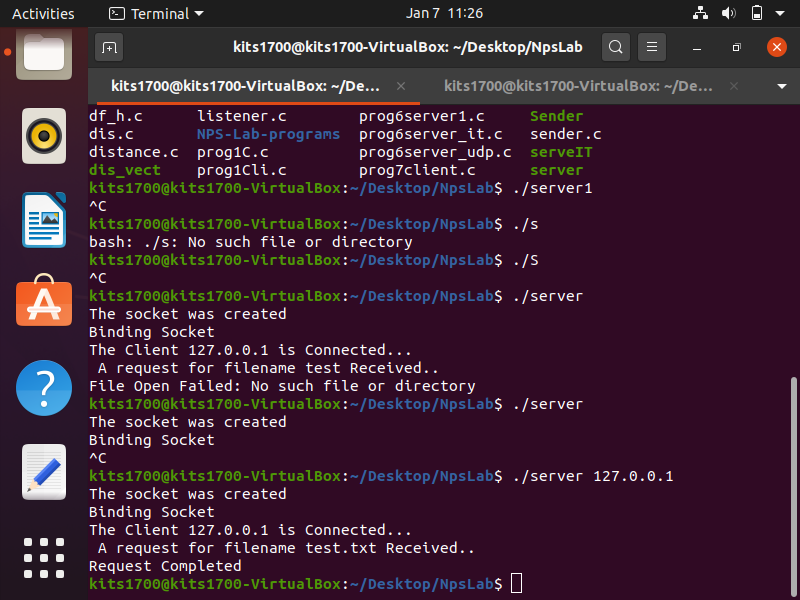 Activities Terminal Jan 7 11:26
kits1700@kits1700-VirtualBox: ~/Desktop/NpsLab
kits1700@kits1700-VirtualBox: ~/De... kits1700@kits1700-VirtualBox: ~/De...
df_h.c listener.c prog6server1.c Sender
dis.c NPS-Lab-programs prog6server_it.c sender.c
distance.c prog1C.c prog6server_udp.c serveIT
dis_vect prog1Cli.c prog7client.c server
kits1700@kits1700-VirtualBox:~/Desktop/NpsLab$ ./server1
^C
kits1700@kits1700-VirtualBox:~/Desktop/NpsLab$ ./s
bash: ./s: No such file or directory
kits1700@kits1700-VirtualBox:~/Desktop/NpsLab$ ./S
^C
kits1700@kits1700-VirtualBox:~/Desktop/NpsLab$ ./server
The socket was created
Binding Socket
The Client 127.0.0.1 is Connected...
 A request for filename test Received..
File Open Failed: No such file or directory
kits1700@kits1700-VirtualBox:~/Desktop/NpsLab$ ./server
The socket was created
Binding Socket
^C
kits1700@kits1700-VirtualBox:~/Desktop/NpsLab$ ./server 127.0.0.1
The socket was created
Binding Socket
The Client 127.0.0.1 is Connected...
 A request for filename test.txt Received..
Request Completed
kits1700@kits1700-VirtualBox:~/Desktop/NpsLab$